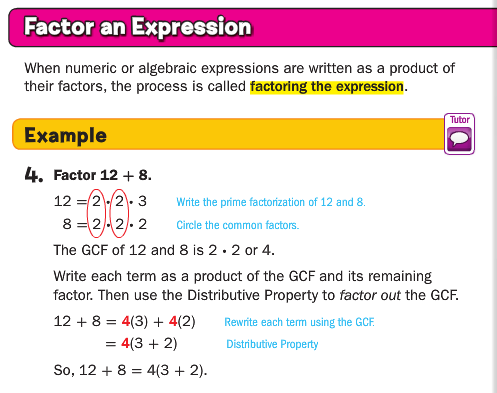 Factor an Expression
When numeric or algebraic expressions are written as a product of
their factors, the process is called factoring the expression.
Example
Tutor
4. Factor 12 + 8.
12 = 2 • 2 • 3 Write the prime factorization of 12 and 8.
8 = 2 • 2 • 2 Circle the common factors.
The GCF of 12 and 8 is 2 • 2 or 4.
Write each term as a product of the GCF and its remaining
factor. Then use the Distributive Property to factor out the GCF.
12 + 8 = 4(3) + 4(2) Rewrite each term using the GCF.
= 4(3 + 2) Distributive Property
So, 12 + 8 = 4(3 + 2).